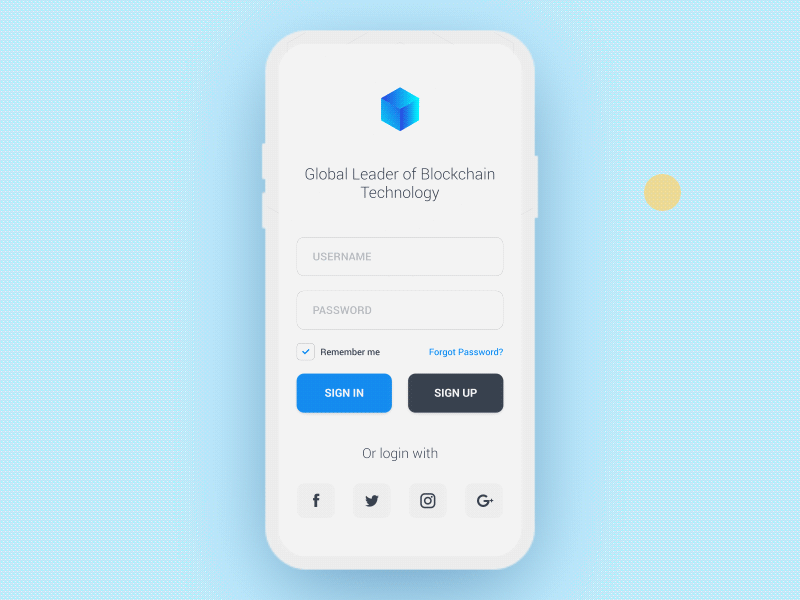 Global Leader of Blockchain
Technology
USERNAME
PASSWORD
Remember me
Forgot Password?
SIGN IN
SIGN UP
Or login with
f
G+